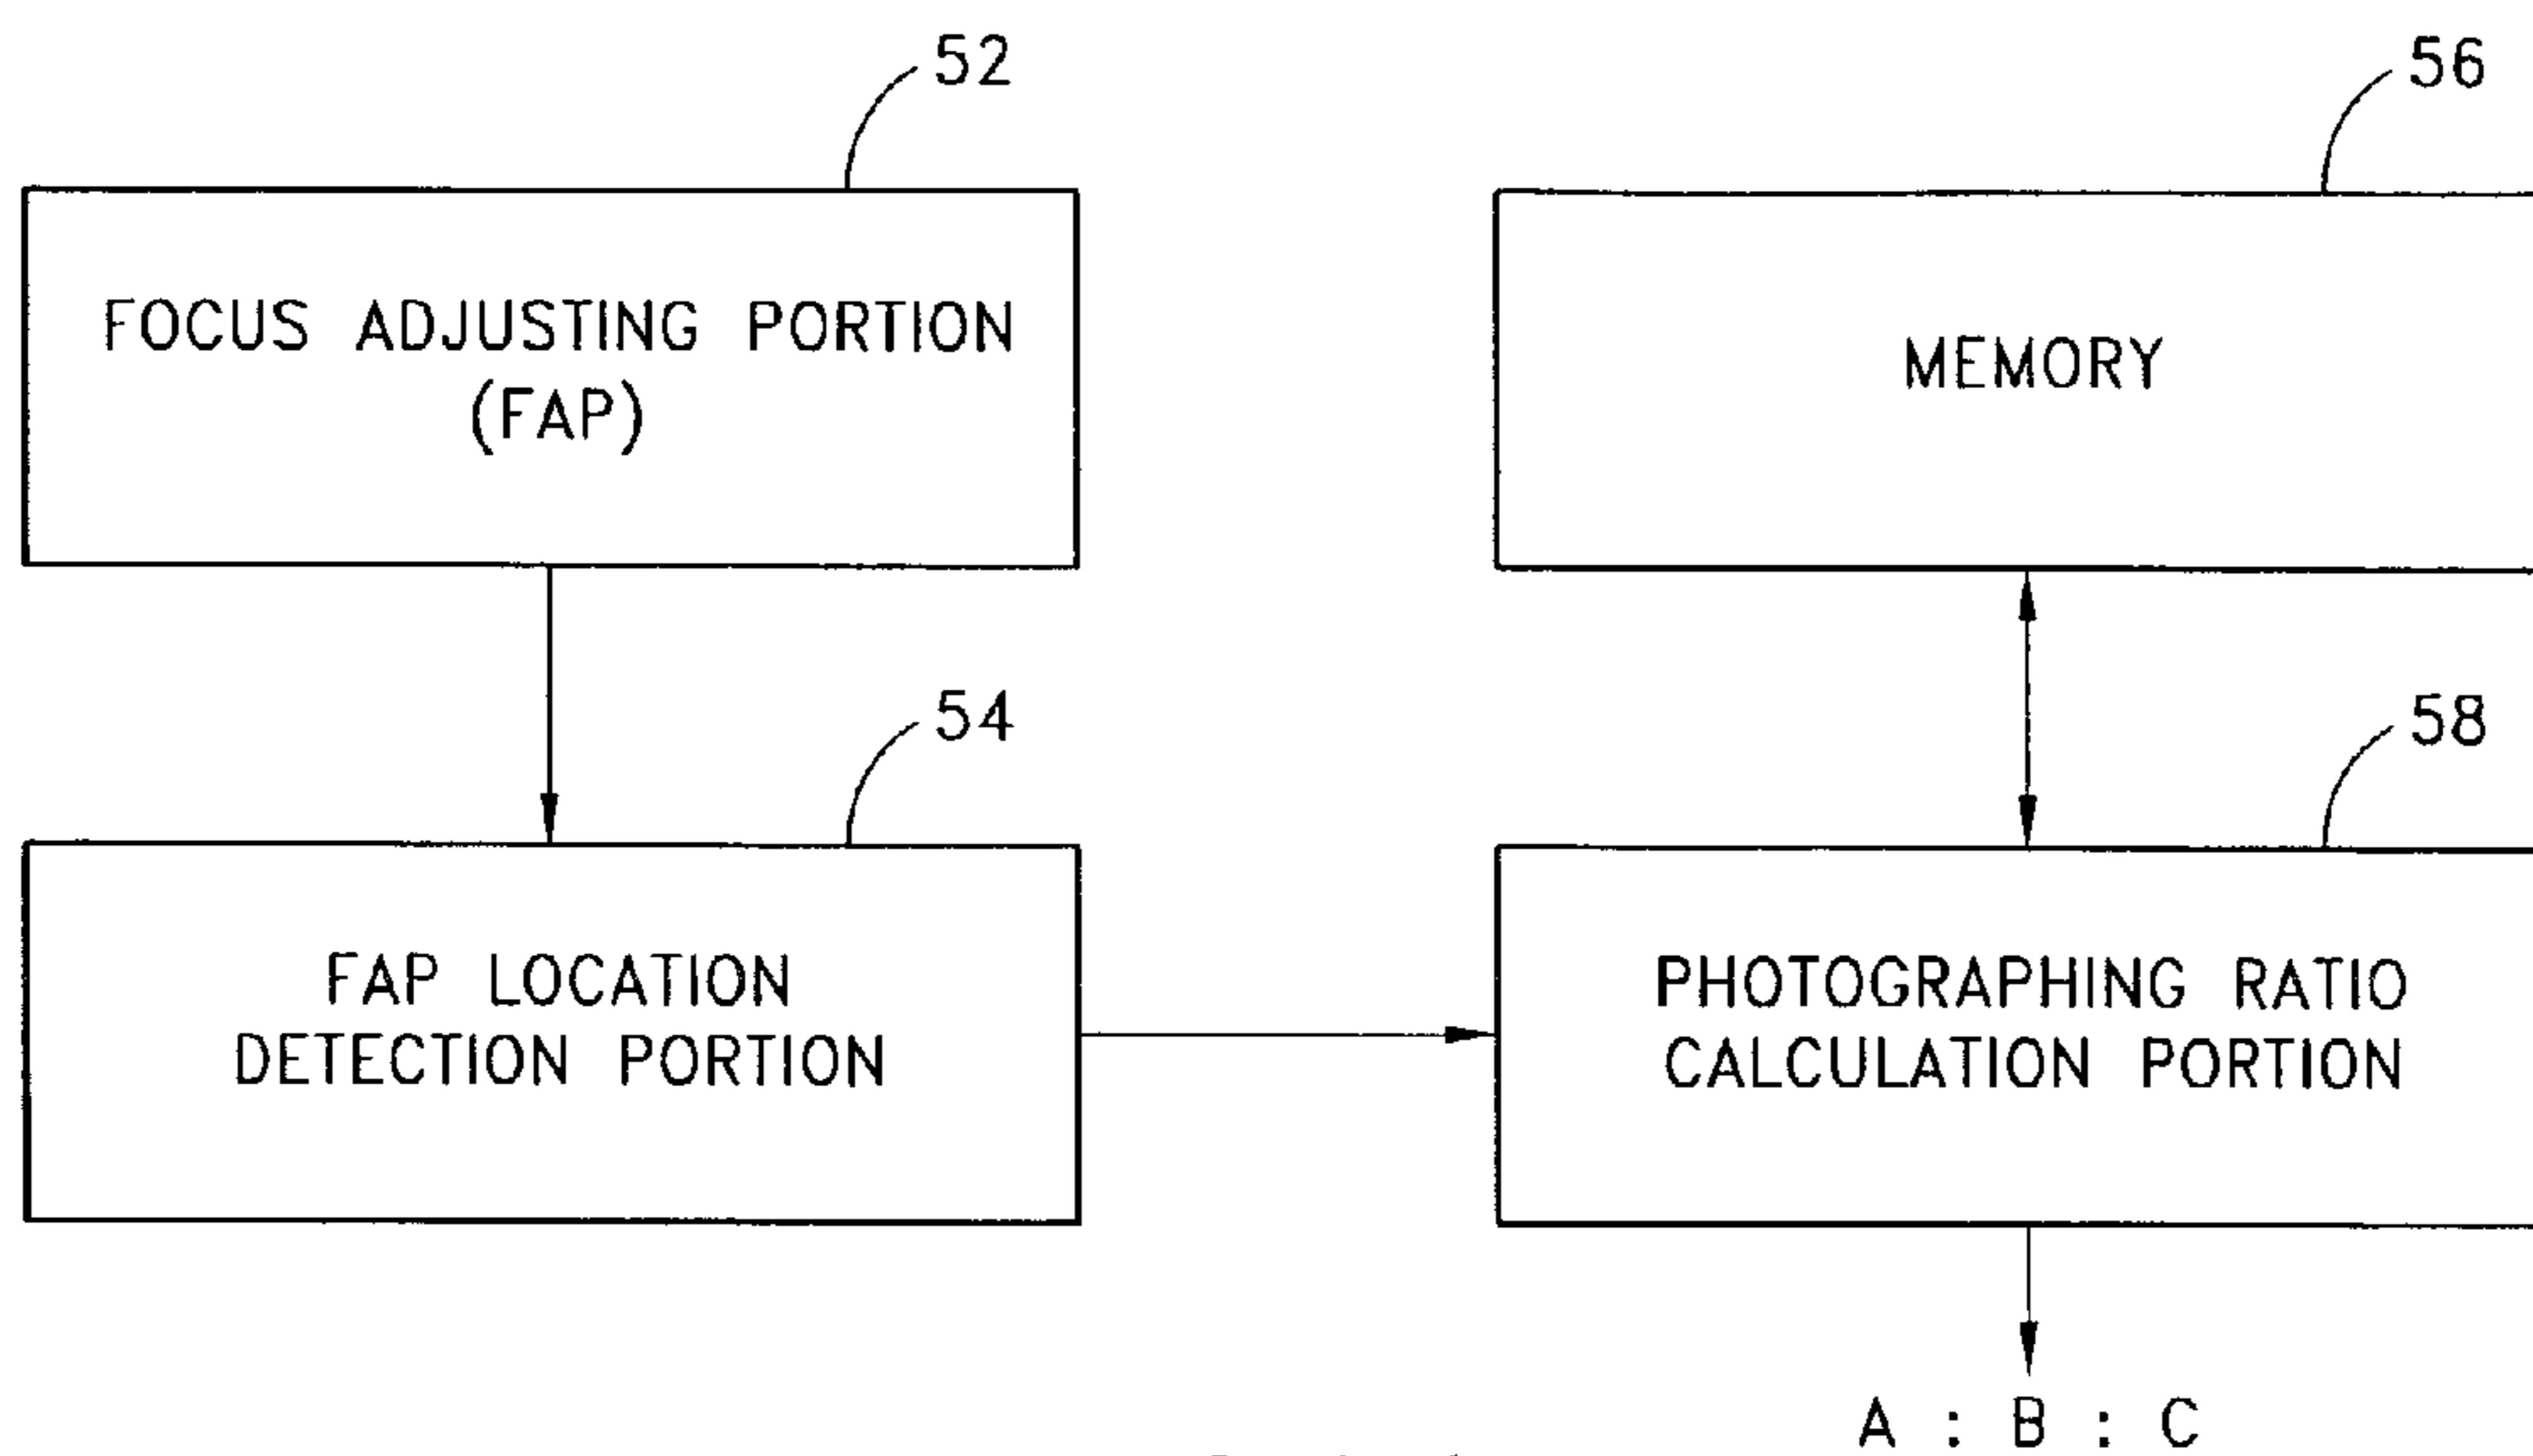 52
56
FOCUS ADJUSTING PORTION
(FAP)
MEMORY
54
58
FAP LOCATION
DETECTION PORTION
PHOTOGRAPHING RATIO
CALCULATION PORTION
A : B : C